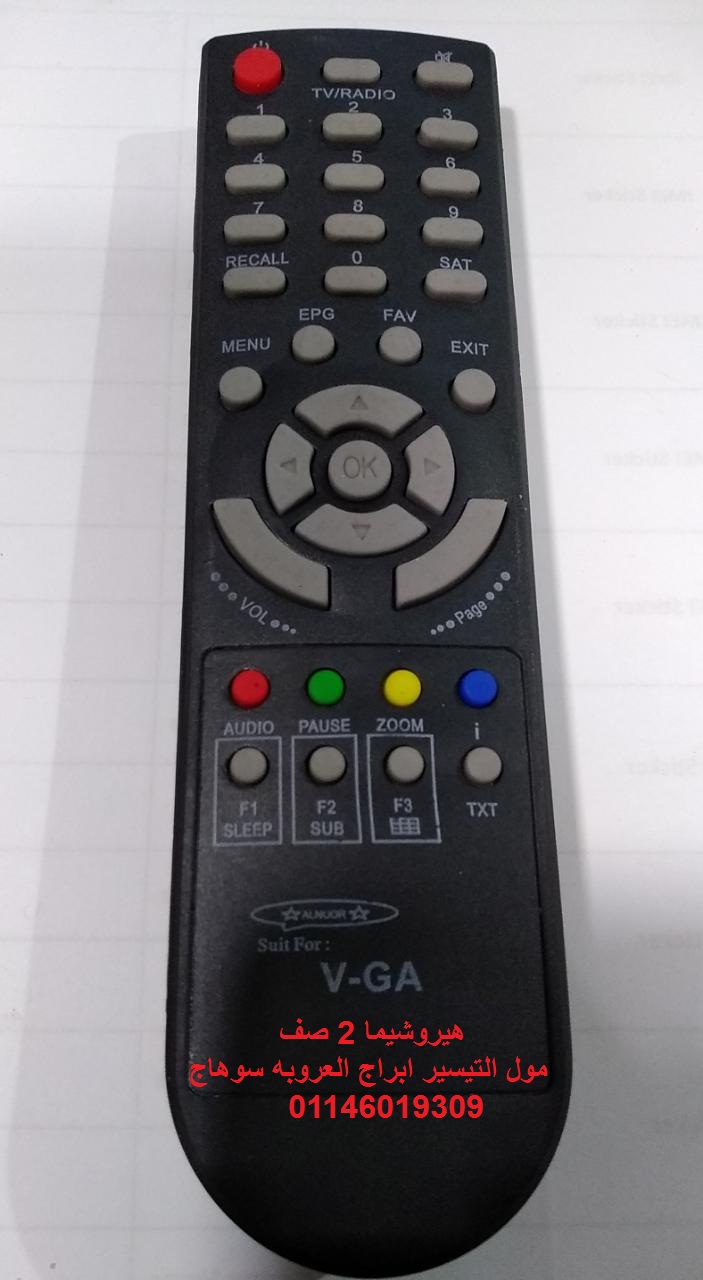 TV/RADIO
1 2 3
4 5 6
7 8 9
RECALL 0 SAT
EPG FAV
MENU EXIT
OK
VOL Page
AUDIO PAUSE ZOOM i
F1 F2 F3 TXT
SLEEP SUB
ALNUOR
Suit For :
V-GA
هيروشيما 2 صف
مول التيسير ابراج العروبه سوهاج
01146019309
Sticker